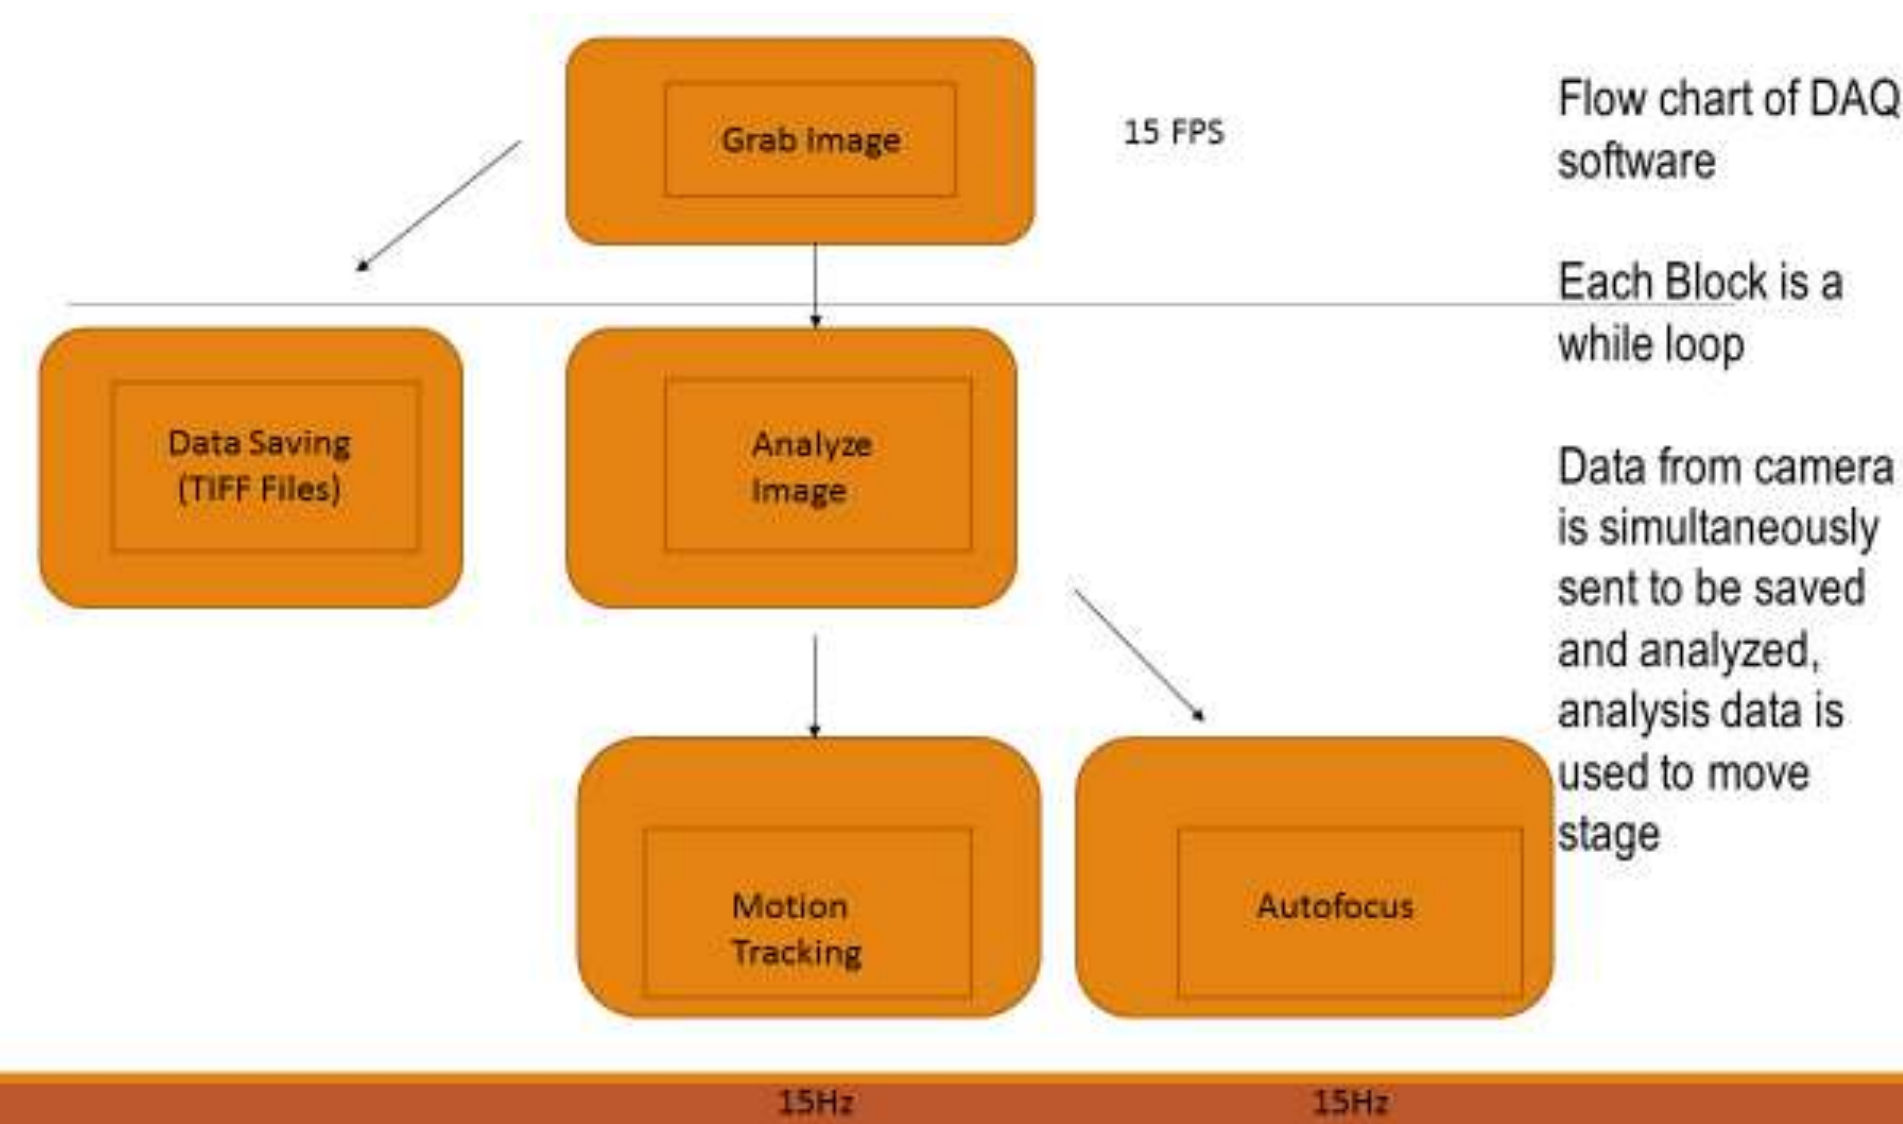 Grab Image
15 FPS
Flow chart of DAQ
software
Each Block is a
while loop
Data from camera
is simultaneously
sent to be saved
and analyzed,
analysis data is
used to move
stage
Data Saving
(TIFF Files)
Analyze
Image
Motion
Tracking
Autofocus
15Hz
15Hz